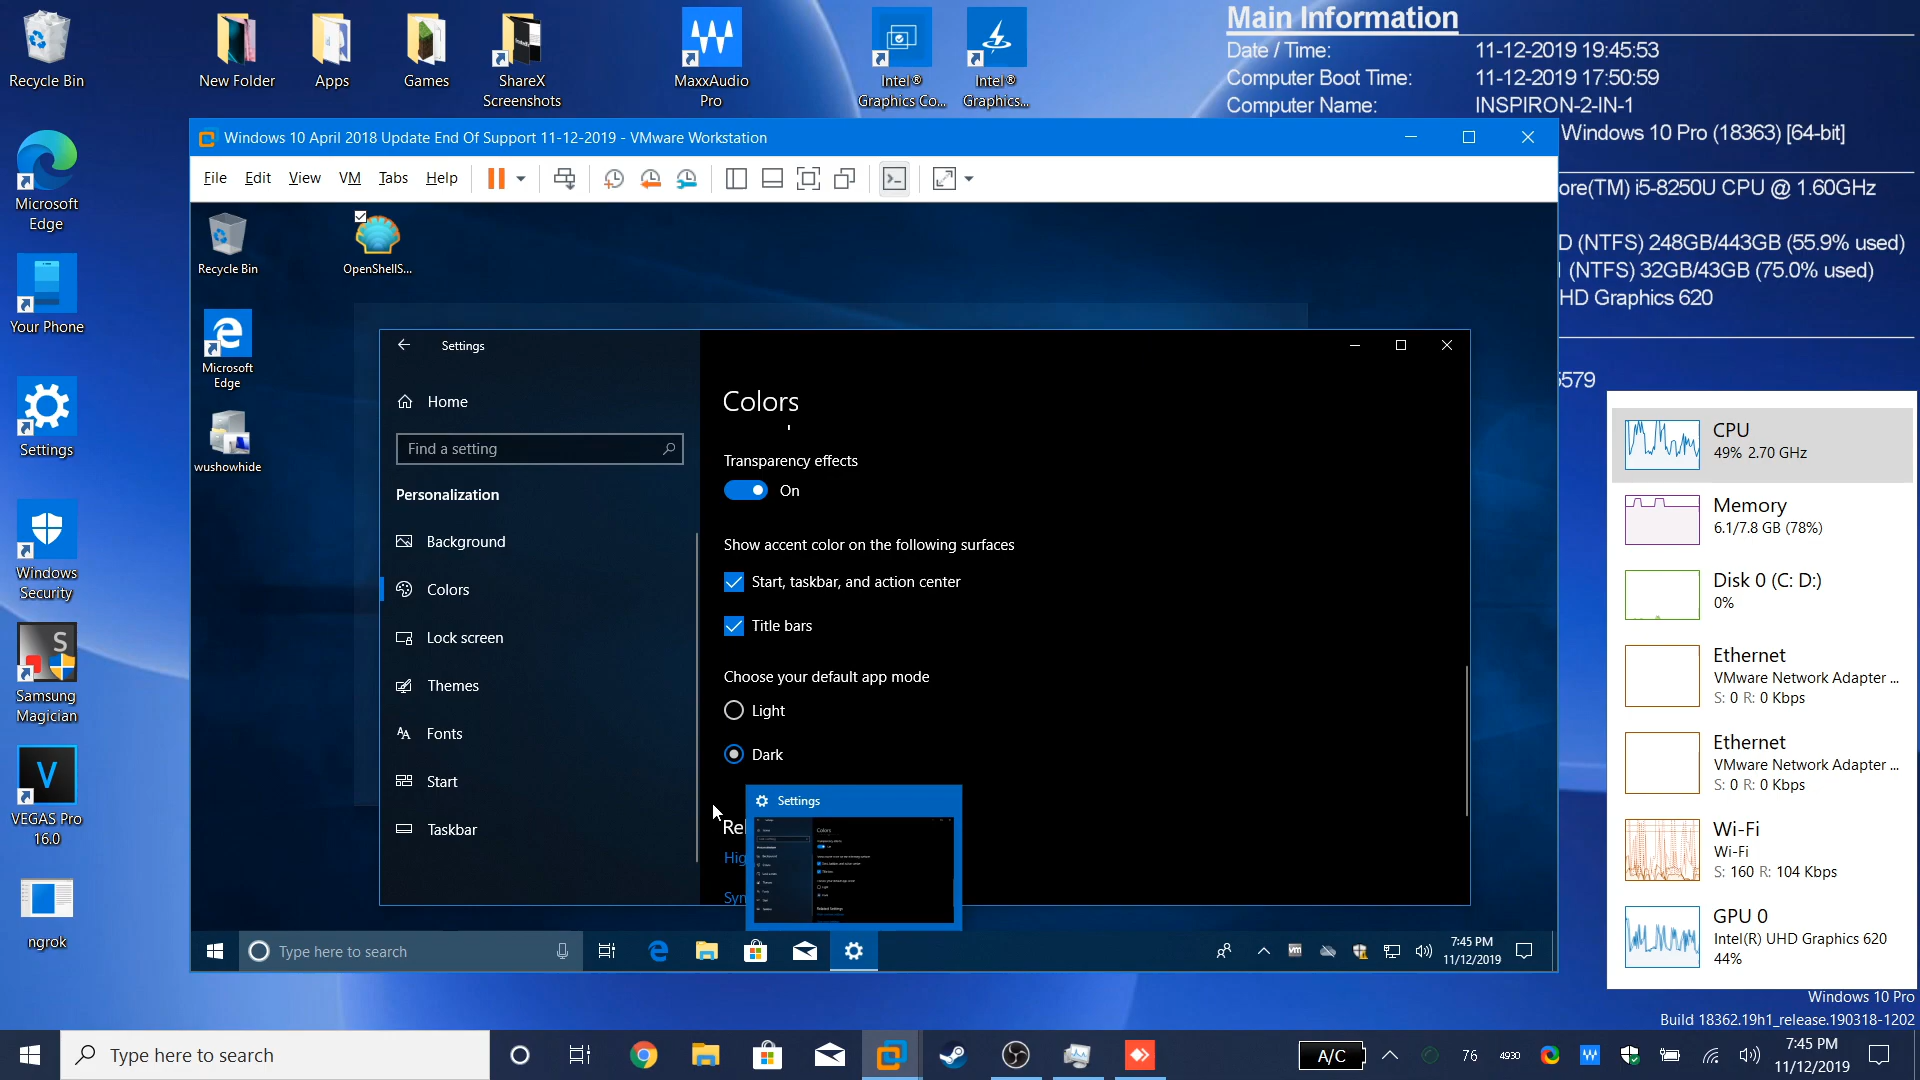 Recycle Bin
New Folder
Apps
Games
ShareX
Screenshots
MaxxAudio
Pro
Intel®
Graphics Co...
Intel®
Graphics...
Main Information
Date / Time: 11-12-2019 19:45:53
Computer Boot Time: 11-12-2019 17:50:59
Computer Name: INSPIRON-2-IN-1
Windows 10 Pro (18363) [64-bit]
ore(TM) i5-8250U CPU @ 1.60GHz
D (NTFS) 248GB/443GB (55.9% used)
(NTFS) 32GB/43GB (75.0% used)
HD Graphics 620
5579
Microsoft
Edge
Your Phone
Settings
Windows
Security
Samsung
Magician
VEGAS Pro
16.0
ngrok
Windows 10 April 2018 Update End Of Support 11-12-2019 - VMware Workstation
File Edit View VM Tabs Help
Recycle Bin
OpenShellS...
Microsoft
Edge
wushowhide
Settings
Home
Find a setting
Personalization
Background
Colors
Lock screen
Themes
Fonts
Start
Taskbar
Colors
Transparency effects
On
Show accent color on the following surfaces
Start, taskbar, and action center
Title bars
Choose your default app mode
Light
Dark
Rel
Hig
Syn
Settings
Type here to search
7:45 PM
11/12/2019
CPU
49% 2.70 GHz
Memory
6.1/7.8 GB (78%)
Disk 0 (C: D:)
0%
Ethernet
VMware Network Adapter ...
S: 0 R: 0 Kbps
Ethernet
VMware Network Adapter ...
S: 0 R: 0 Kbps
Wi-Fi
Wi-Fi
S: 160 R: 104 Kbps
GPU 0
Intel(R) UHD Graphics 620
44%
Windows 10 Pro
Build 18362.19h1_release.190318-1202
Type here to search
A/C
76
4930
7:45 PM
11/12/2019